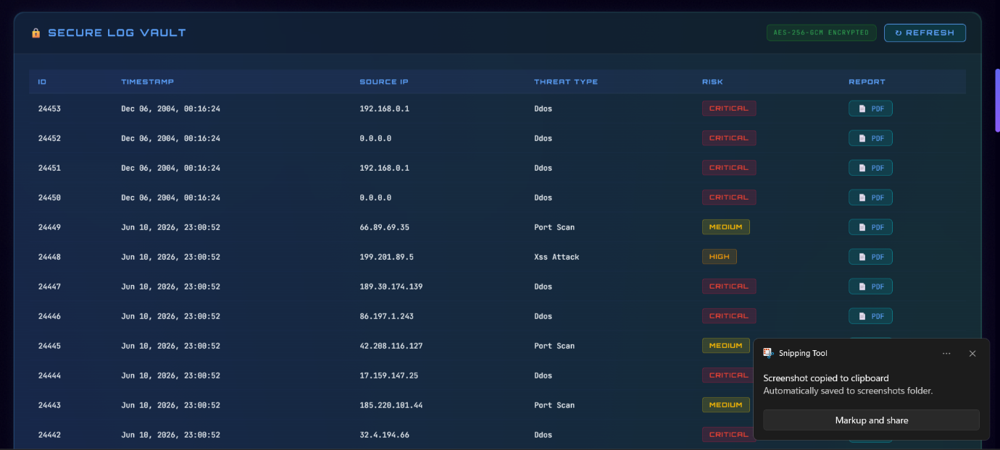 SECURE LOG VAULT
AES-256-GCM ENCRYPTED
↻ REFRESH
ID TIMESTAMP SOURCE IP THREAT TYPE RISK REPORT
24453 Dec 06, 2004, 00:16:24 192.168.0.1 Ddos CRITICAL PDF
24452 Dec 06, 2004, 00:16:24 0.0.0.0 Ddos CRITICAL PDF
24451 Dec 06, 2004, 00:16:24 192.168.0.1 Ddos CRITICAL PDF
24450 Dec 06, 2004, 00:16:24 0.0.0.0 Ddos CRITICAL PDF
24449 Jun 10, 2026, 23:00:52 66.89.69.35 Port Scan MEDIUM PDF
24448 Jun 10, 2026, 23:00:52 199.201.89.5 Xss Attack HIGH PDF
24447 Jun 10, 2026, 23:00:52 189.30.174.139 Ddos CRITICAL PDF
24446 Jun 10, 2026, 23:00:52 86.197.1.243 Ddos CRITICAL PDF
24445 Jun 10, 2026, 23:00:52 42.208.116.127 Port Scan MEDIUM
24444 Jun 10, 2026, 23:00:52 17.159.147.25 Ddos CRITICAL
24443 Jun 10, 2026, 23:00:52 185.220.101.44 Port Scan MEDIUM
24442 Jun 10, 2026, 23:00:52 32.4.194.66 Ddos CRITICAL
Snipping Tool
Screenshot copied to clipboard
Automatically saved to screenshots folder.
Markup and share